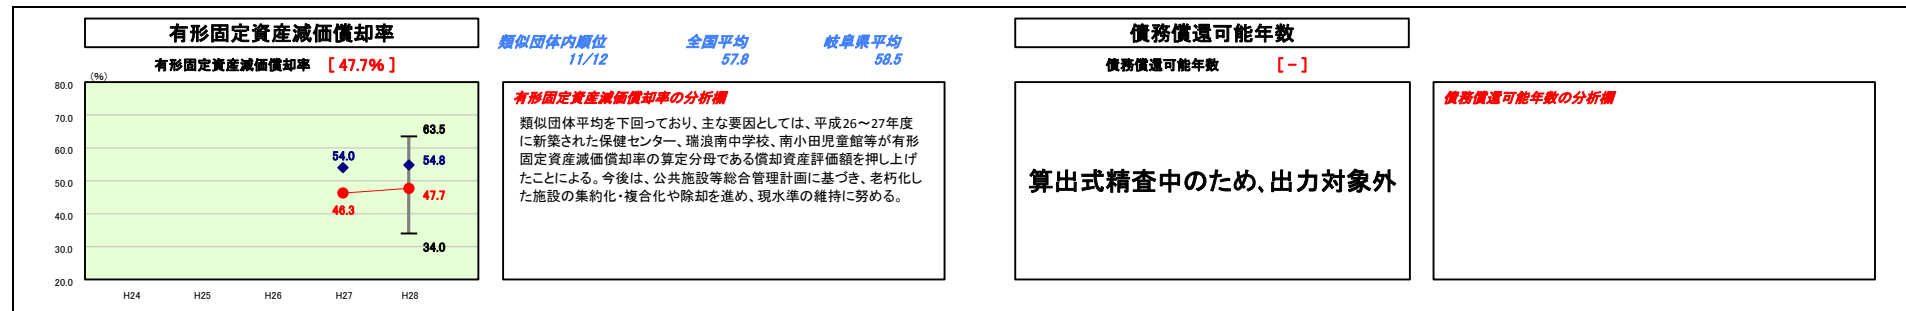 有形固定資産減価償却率
有形固定資産減価償却率 [ 47.7% ]
類似団体内順位
11/12
全国平均
57.8
岐阜県平均
58.5
(%)
80.0
70.0
60.0
50.0
40.0
30.0
20.0
63.5
54.0
54.8
46.3
47.7
34.0
H24
H25
H26
H27
H28
有形固定資産減価償却率の分析欄
類似団体平均を下回っており、主な要因としては、平成26～27年度
に新築された保健センター、瑞浪南中学校、南小田児童館等が有形
固定資産減価償却率の算定分母である償却資産評価額を押し上げ
たことによる。今後は、公共施設等総合管理計画に基づき、老朽化し
た施設の集約化・複合化や除却を進め、現水準の維持に努める。
債務償還可能年数
債務償還可能年数 [ － ]
算出式精査中のため、出力対象外
債務償還可能年数の分析欄